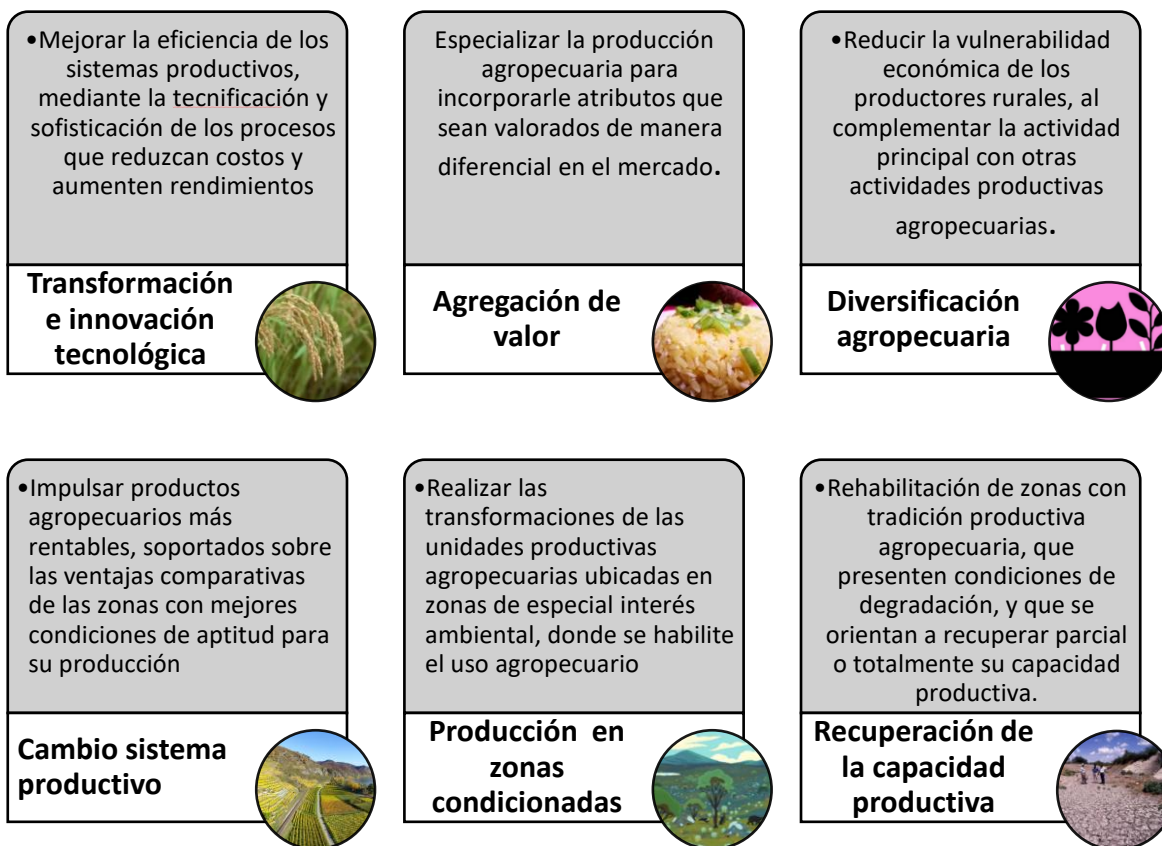 •Mejorar la eficiencia de los
sistemas productivos,
mediante la tecnificación y
sofisticación de los procesos
que reduzcan costos y
aumenten rendimientos
Transformación
e innovación
tecnológica
Especializar la producción
agropecuaria para
incorporarle atributos que
sean valorados de manera
diferencial en el mercado.
Agregación de
valor
•Reducir la vulnerabilidad
económica de los
productores rurales, al
complementar la actividad
principal con otras
actividades productivas
agropecuarias.
Diversificación
agropecuaria
•Impulsar productos
agropecuarios más
rentables, soportados sobre
las ventajas comparativas
de las zonas con mejores
condiciones de aptitud para
su producción
Cambio sistema
productivo
•Realizar las
transformaciones de las
unidades productivas
agropecuarias ubicadas en
zonas de especial interés
ambiental, donde se habilite
el uso agropecuario
Producción en
zonas
condicionadas
•Rehabilitación de zonas con
tradición productiva
agropecuaria, que
presenten condiciones de
degradación, y que se
orientan a recuperar parcial
o totalmente su capacidad
productiva.
Recuperación de
la capacidad
productiva